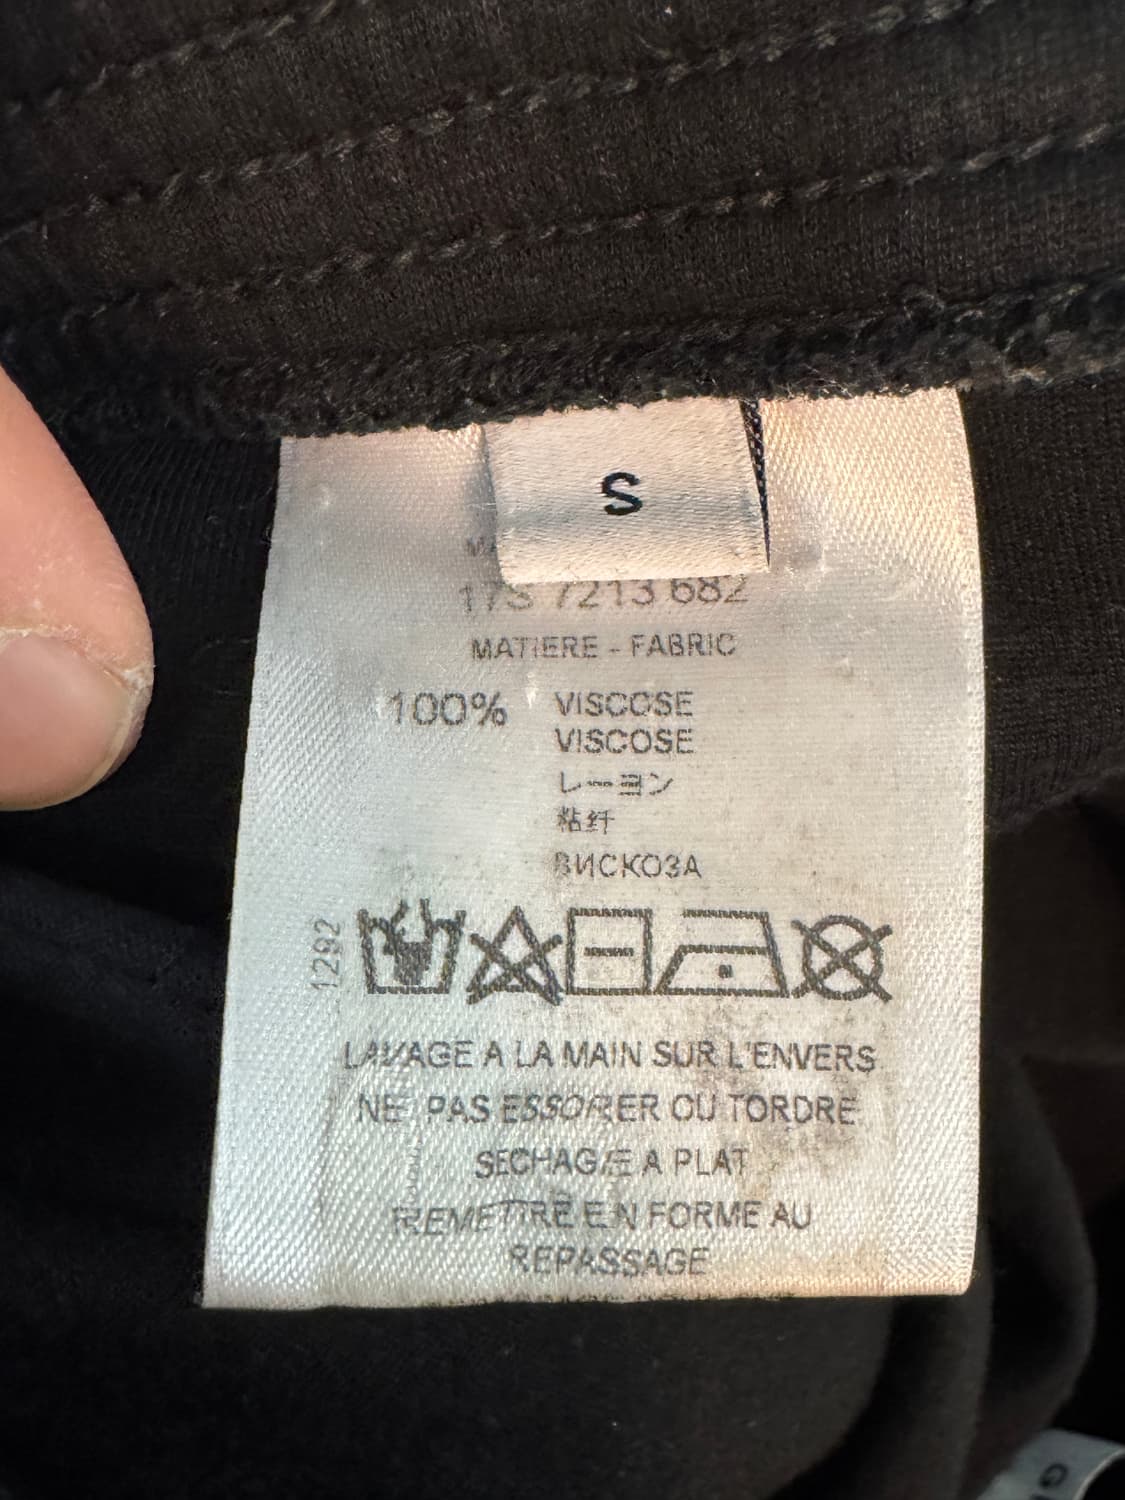 S
17S 7213 682
MATIERE - FABRIC
100% VISCOSE
VISCOSE
レーヨン
粘纤
ВИСКОЗА
1292
LAVAGE A LA MAIN SUR L'ENVERS
NE PAS ESSORER OU TORDRE
SECHAGE A PLAT
REMETTRE EN FORME AU
REPASSAGE
G